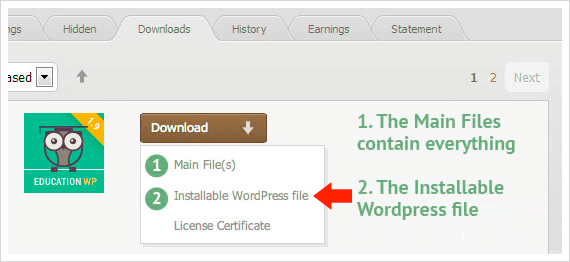 ngs
Hidden
Downloads
History
Earnings
Statement
ased
1 2 Next
1.9
EDUCATION WP
Download
1 Main File(s)
2 Installable WordPress file
License Certificate
1. The Main Files
contain everything
2. The Installable
Wordpress file